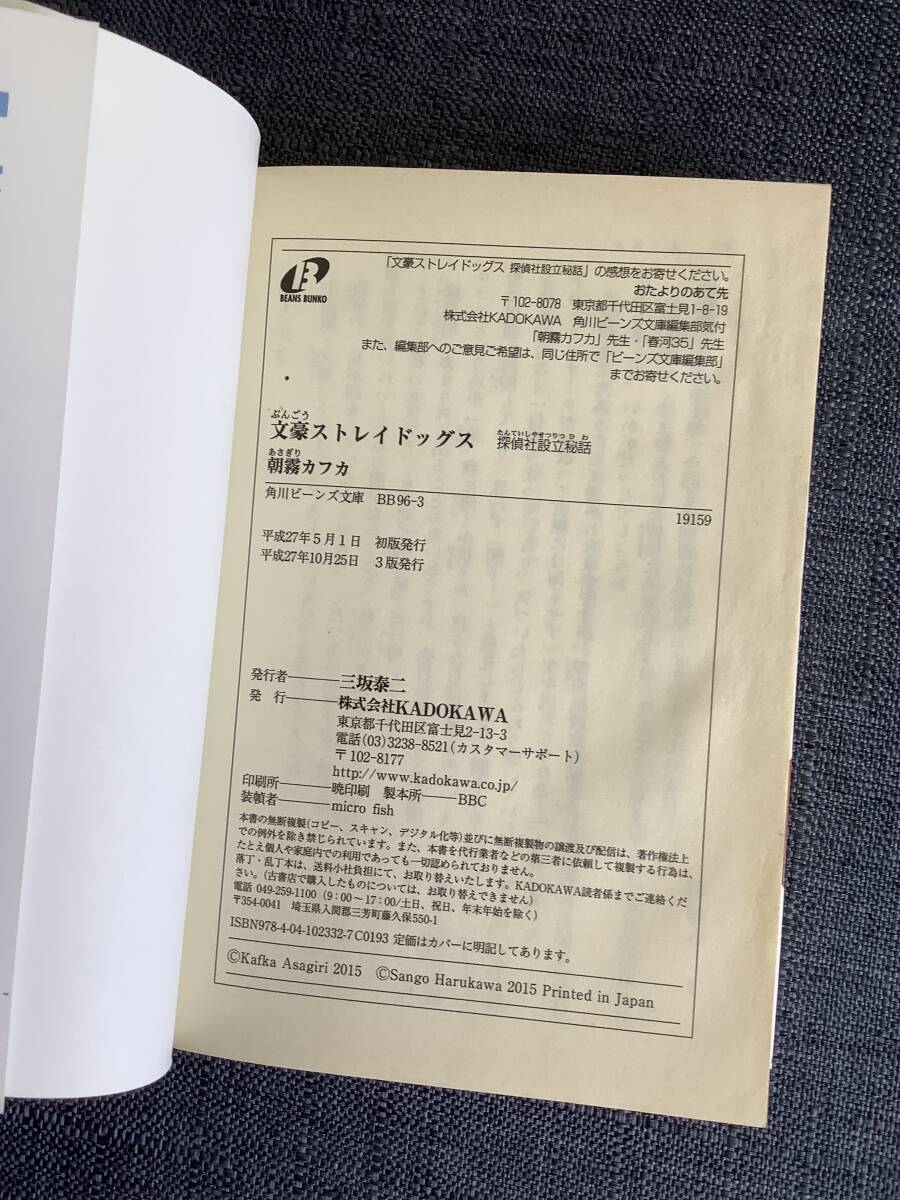 BEANS BUNKO
「文豪ストレイドッグス 探偵社設立秘話」の感想をお寄せください。
おたよりのあて先
〒102-8078 東京都千代田区富士見1-8-19
株式会社KADOKAWA 角川ビーンズ文庫編集部気付
「朝霧カフカ」先生・「春河35」先生
また、編集部へのご意見ご希望は、同じ住所で「ビーンズ文庫編集部」
までお寄せください。
ぶんごう たんていしゃせつりつひわ
文豪ストレイドッグス 探偵社設立秘話
あさぎり
朝霧カフカ
角川ビーンズ文庫 BB96-3 19159
平成27年5月1日 初版発行
平成27年10月25日 3版発行
発行者――三坂泰二
発 行――株式会社KADOKAWA
東京都千代田区富士見2-13-3
電話(03)3238-8521(カスタマーサポート)
〒102-8177
http://www.kadokawa.co.jp/
印刷所――暁印刷 製本所――BBC
装幀者――micro fish
本書の無断複製(コピー、スキャン、デジタル化等)並びに無断複製物の譲渡及び配信は、著作権法上
での例外を除き禁じられています。また、本書を代行業者などの第三者に依頼して複製する行為は、
たとえ個人や家庭内での利用であっても一切認められておりません。
落丁・乱丁本は、送料小社負担にて、お取り替えいたします。KADOKAWA読者係までご連絡くだ
さい。(古書店で購入したものについては、お取り替えできません)
電話 049-259-1100(9:00～17:00/土日、祝日、年末年始を除く)
〒354-0041 埼玉県入間郡三芳町藤久保550-1
ISBN978-4-04-102332-7 C0193 定価はカバーに明記してあります。
©Kafka Asagiri 2015 ©Sango Harukawa 2015 Printed in Japan